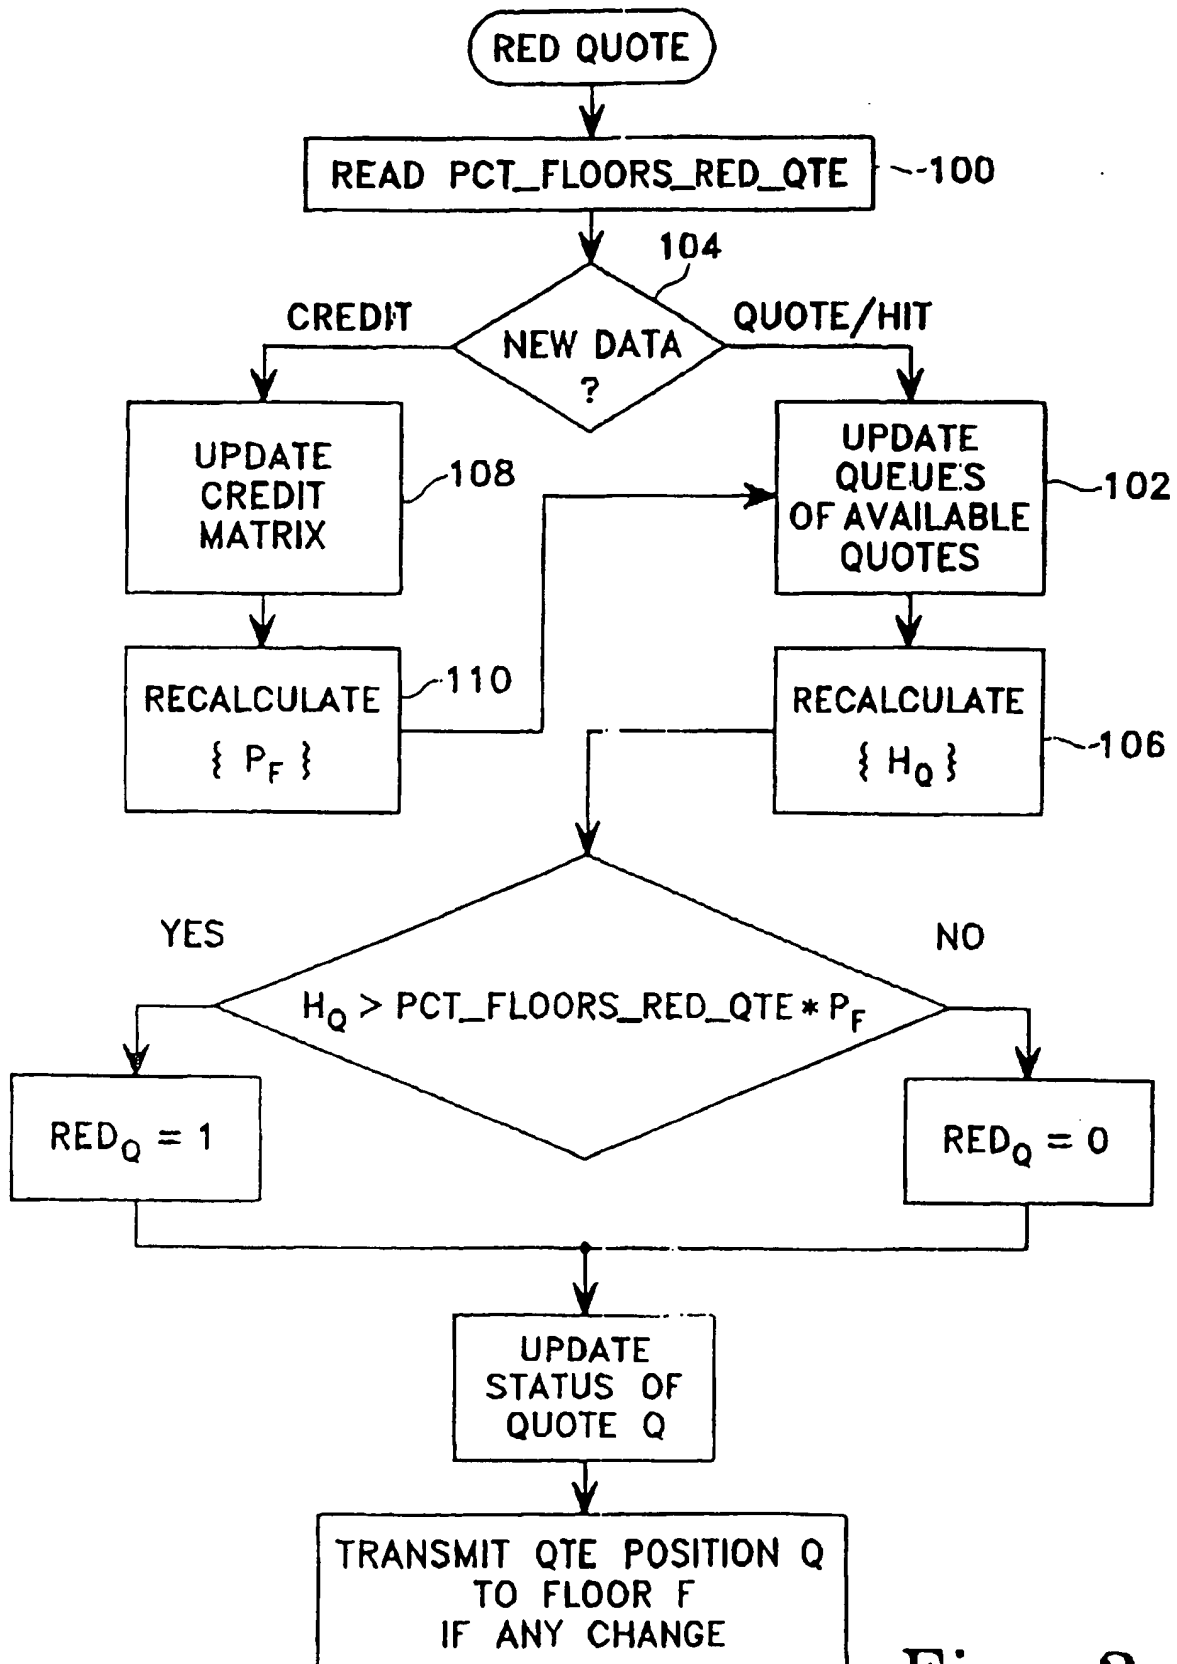 RED QUOTE
READ PCT_FLOORS_RED_QTE
100
104
CREDIT
QUOTE/HIT
NEW DATA
?
UPDATE
CREDIT
MATRIX
108
UPDATE
QUEUES
OF AVAILABLE
QUOTES
102
RECALCULATE
{ P_F }
110
RECALCULATE
{ H_Q }
106
YES
NO
H_Q > PCT_FLOORS_RED_QTE * P_F
RED_Q = 1
RED_Q = 0
UPDATE
STATUS OF
QUOTE Q
TRANSMIT QTE POSITION Q
TO FLOOR F
IF ANY CHANGE